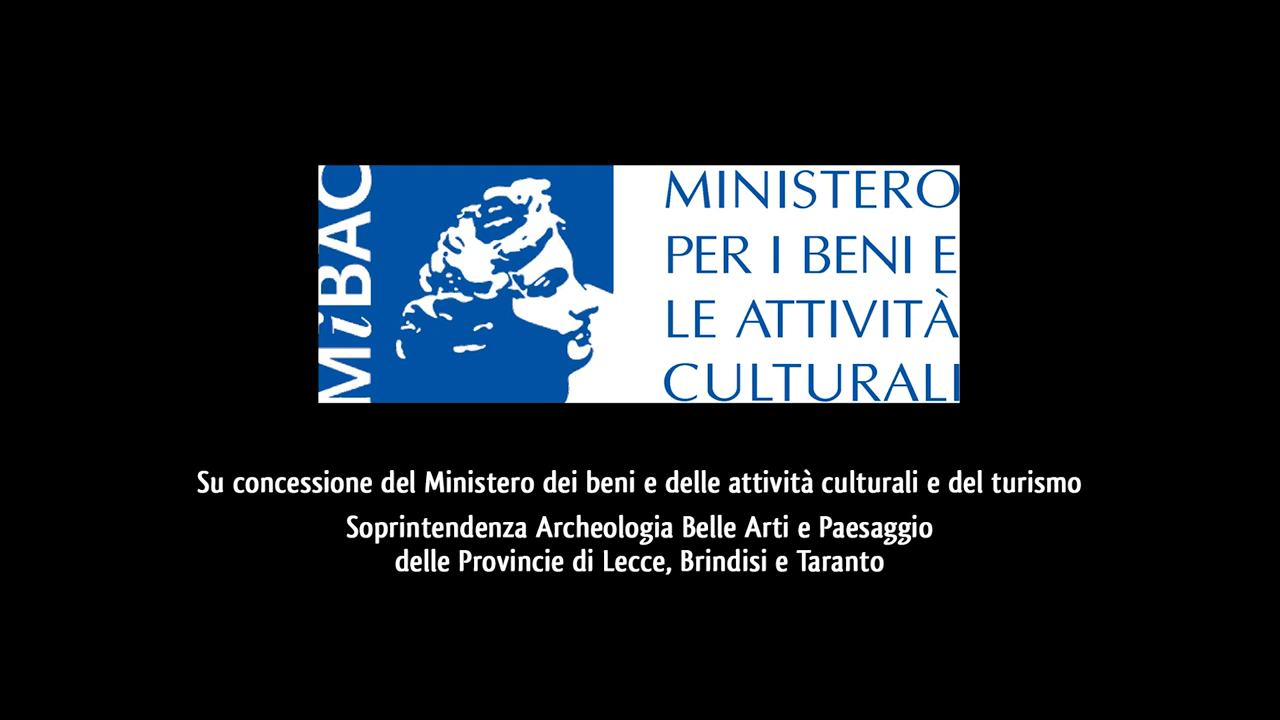 MiBAC
MINISTERO
PER I BENI E
LE ATTIVITÀ
CULTURALI
Su concessione del Ministero dei beni e delle attività culturali e del turismo
Soprintendenza Archeologia Belle Arti e Paesaggio
delle Provincie di Lecce, Brindisi e Taranto